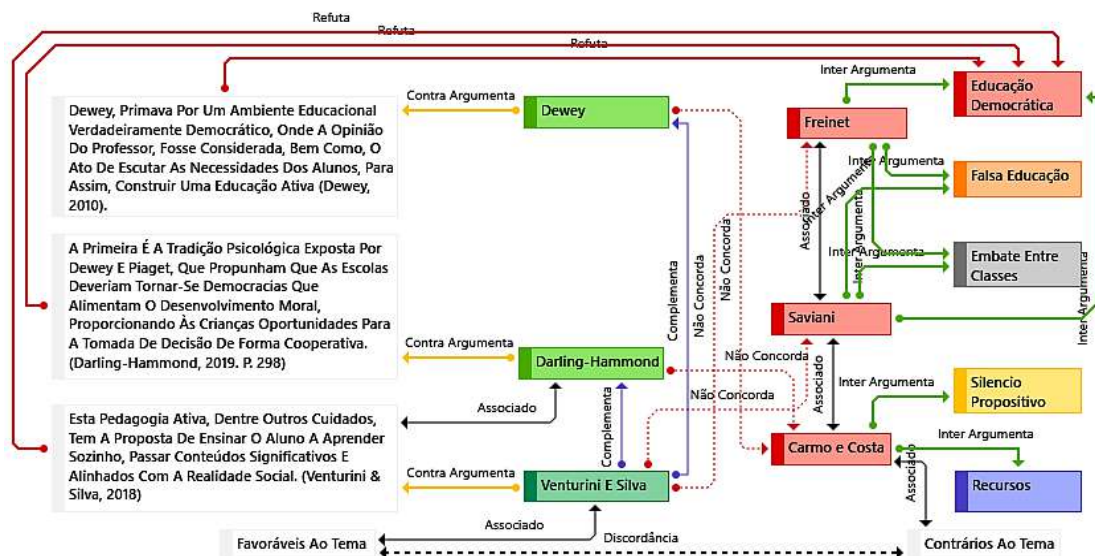 Refuta
Refuta
Refuta
Inter Argumenta
Educação
Democrática
Contra Argumenta
Dewey
Freinet
Dewey, Primava Por Um Ambiente Educacional
Verdadeiramente Democrático, Onde A Opinião
Do Professor, Fosse Considerada, Bem Como, O
Ato De Escutar As Necessidades Dos Alunos, Para
Assim, Construir Uma Educação Ativa (Dewey,
2010).
Inter Argumenta
Falsa Educação
Inter Argumenta
Associado
Inter Argumenta
Inter Argumenta
Embate Entre
Classes
A Primeira É A Tradição Psicológica Exposta Por
Dewey E Piaget, Que Propunham Que As Escolas
Deveriam Tornar-Se Democracias Que
Alimentam O Desenvolvimento Moral,
Proporcionando Às Crianças Oportunidades Para
A Tomada De Decisão De Forma Cooperativa.
(Darling-Hammond, 2019. P. 298)
Complementa
Não Concorda
Não Concorda
Saviani
Inter Argumenta
Contra Argumenta
Darling-Hammond
Não Concorda
Não Concorda
Associado
Inter Argumenta
Silencio
Propositivo
Associado
Complementa
Esta Pedagogia Ativa, Dentre Outros Cuidados,
Tem A Proposta De Ensinar O Aluno A Aprender
Sozinho, Passar Conteúdos Significativos E
Alinhados Com A Realidade Social. (Venturini &
Silva, 2018)
Carmo e Costa
Inter Argumenta
Contra Argumenta
Venturini E Silva
Associado
Recursos
Associado
Favoráveis Ao Tema
Discordância
Contrários Ao Tema